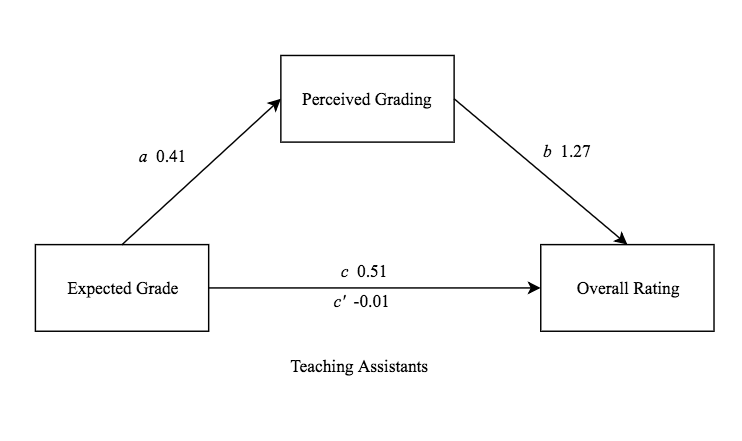 Perceived Grading
a 0.41
b 1.27
Expected Grade
c 0.51
c' -0.01
Overall Rating
Teaching Assistants